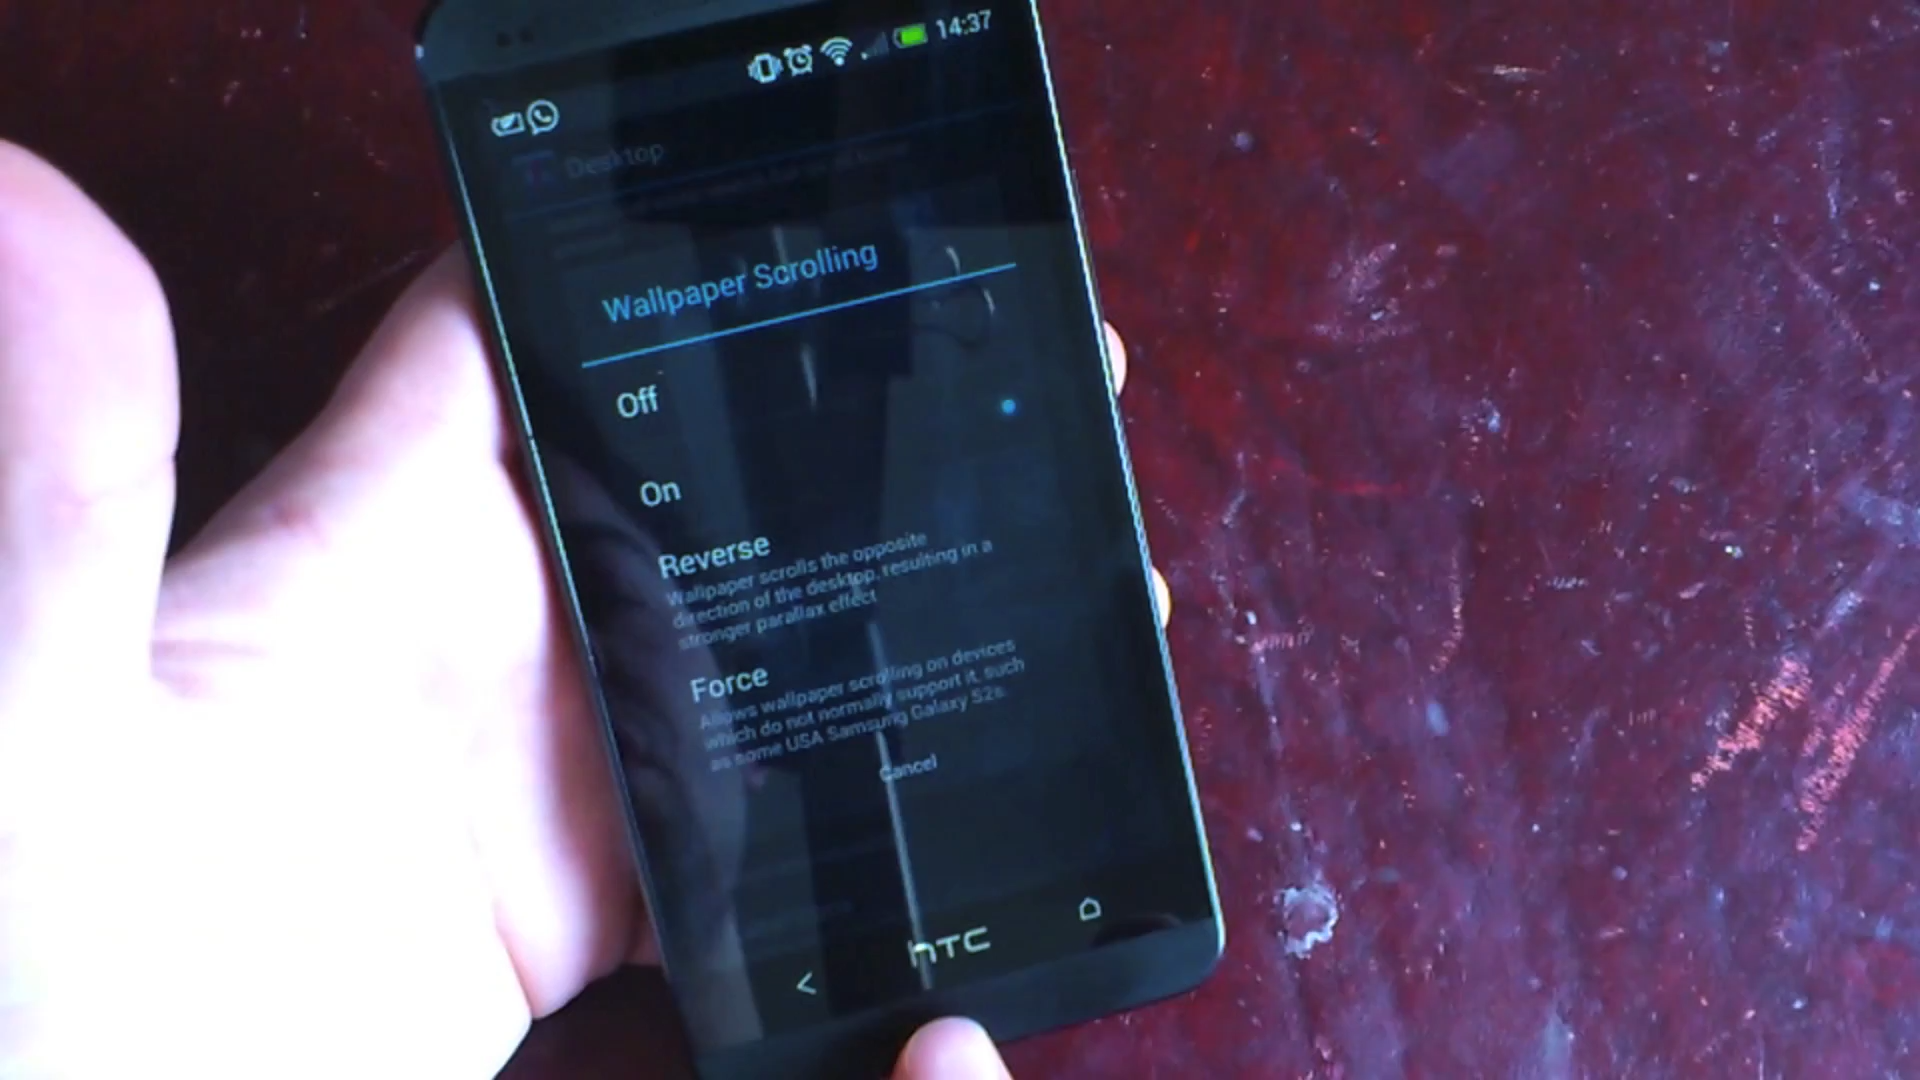 14:37
Desktop
Wallpaper Scrolling
Off
On
Reverse
Wallpaper scrolls the opposite
direction of the desktop, resulting in a
stronger parallax effect
Force
Allows wallpaper scrolling on devices
which do not normally support it, such
as some USA Samsung Galaxy S2s.
Cancel
hTC